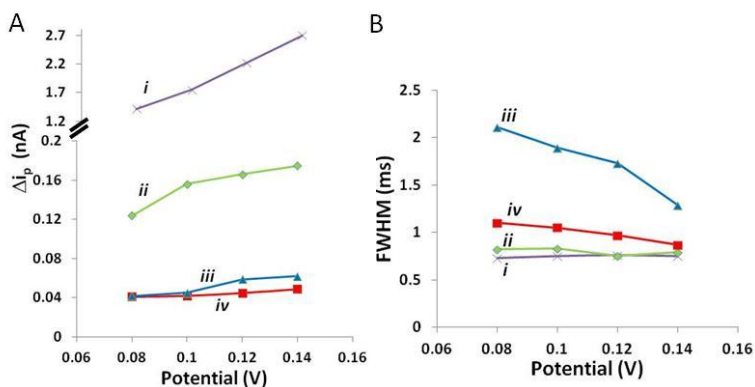 A
B
2.7
2.2
1.7
1.2
0.2
0.16
0.12
0.08
0.04
0
Δip (nA)
i
ii
iii
iv
0.06 0.08 0.1 0.12 0.14 0.16
Potential (V)
2.5
2
1.5
1
0.5
0
FWHM (ms)
iii
iv
ii
i
0.06 0.08 0.1 0.12 0.14 0.16
Potential (V)